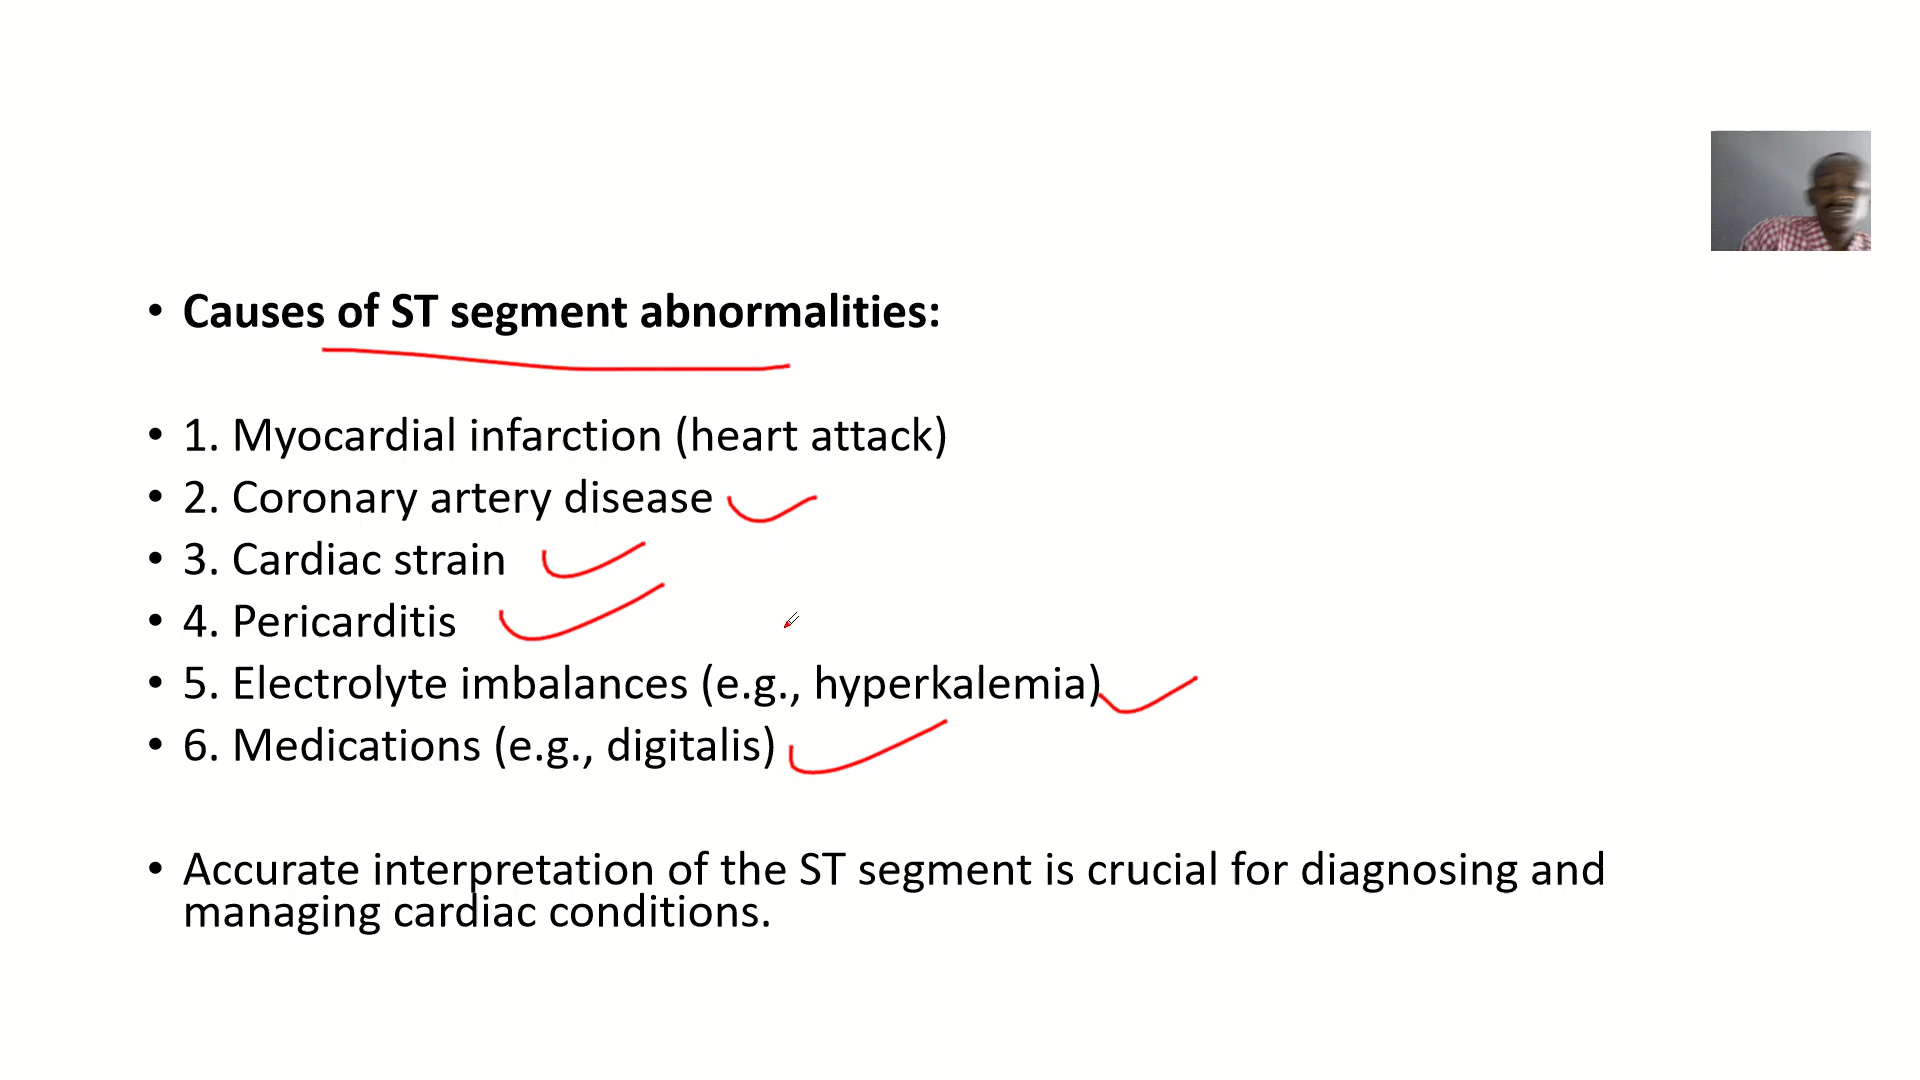 • Causes of ST segment abnormalities:
• 1. Myocardial infarction (heart attack)
• 2. Coronary artery disease
• 3. Cardiac strain
• 4. Pericarditis
• 5. Electrolyte imbalances (e.g., hyperkalemia)
• 6. Medications (e.g., digitalis)
• Accurate interpretation of the ST segment is crucial for diagnosing and
managing cardiac conditions.